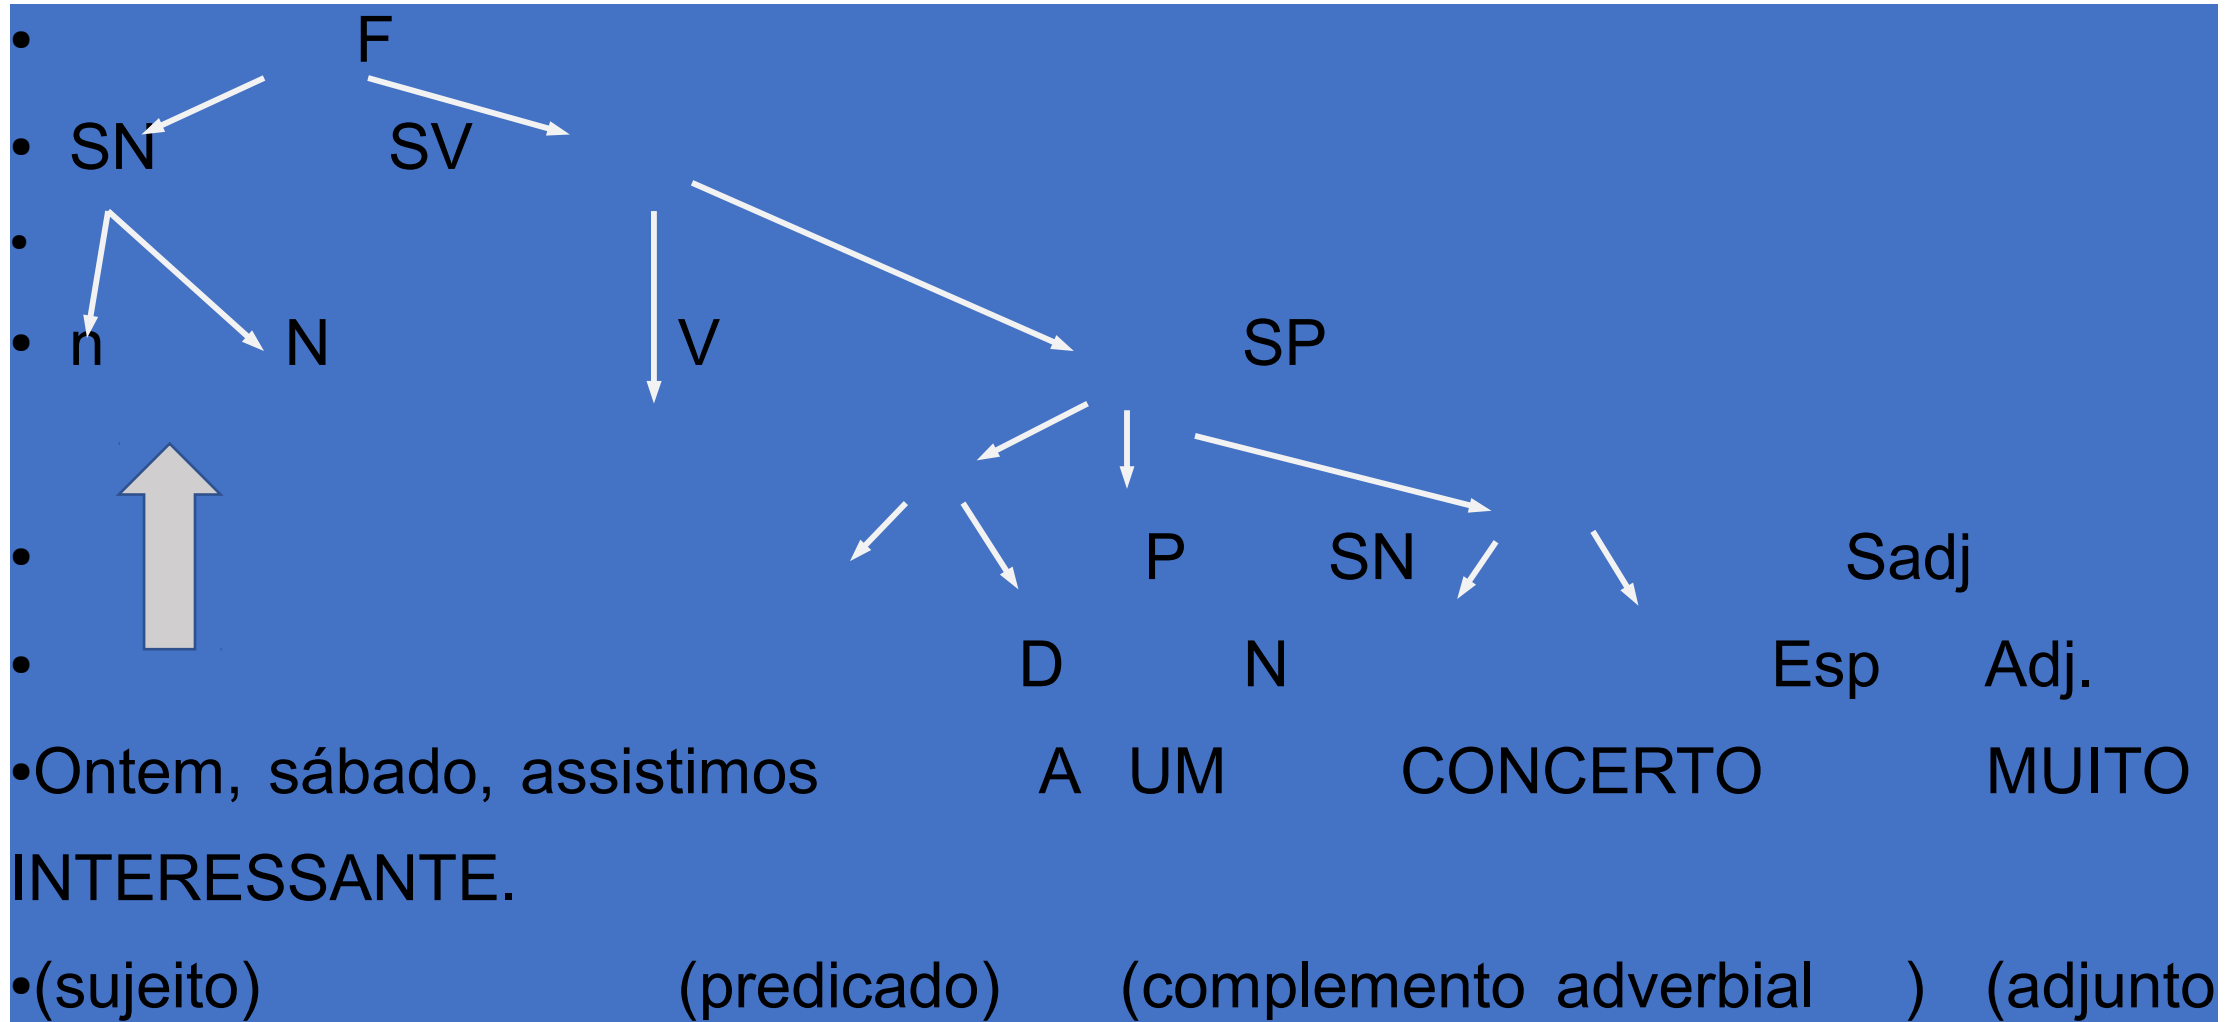 • F
• SN SV
•
• n N V SP
• P SN Sadj
• D N Esp Adj.
•Ontem, sábado, assistimos A UM CONCERTO MUITO
INTERESSANTE.
•(sujeito) (predicado) (complemento adverbial ) (adjunto